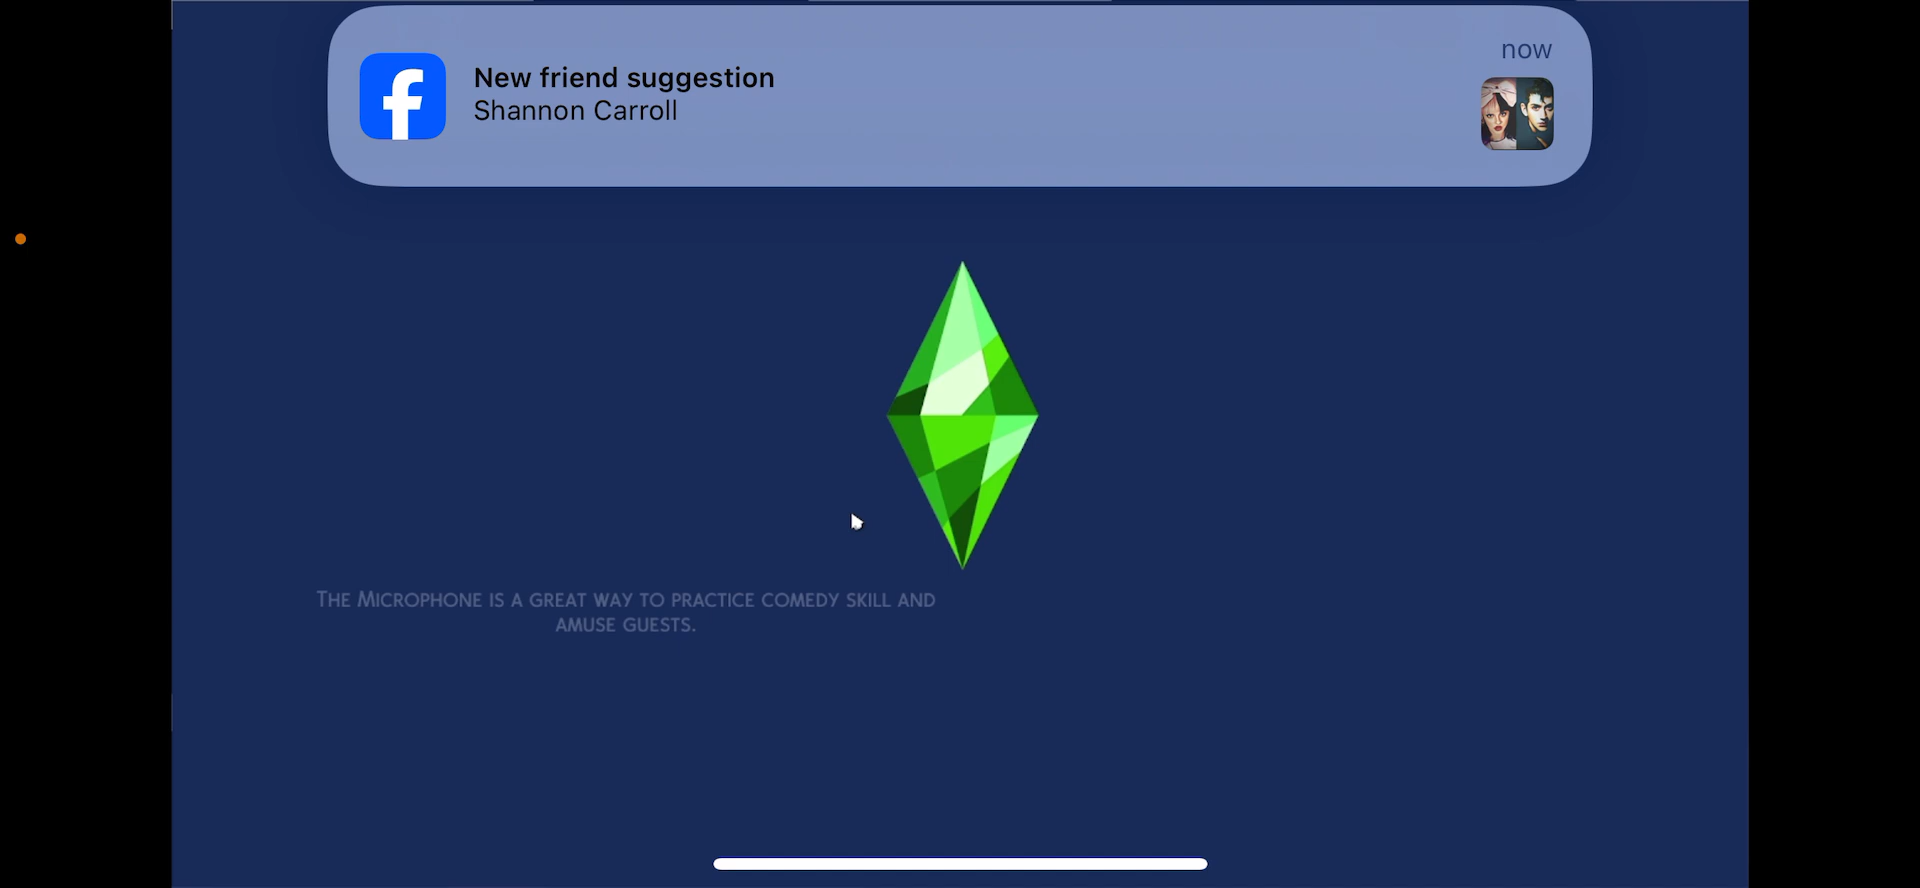 now
New friend suggestion
Shannon Carroll
THE MICROPHONE IS A GREAT WAY TO PRACTICE COMEDY SKILL AND
AMUSE GUESTS.